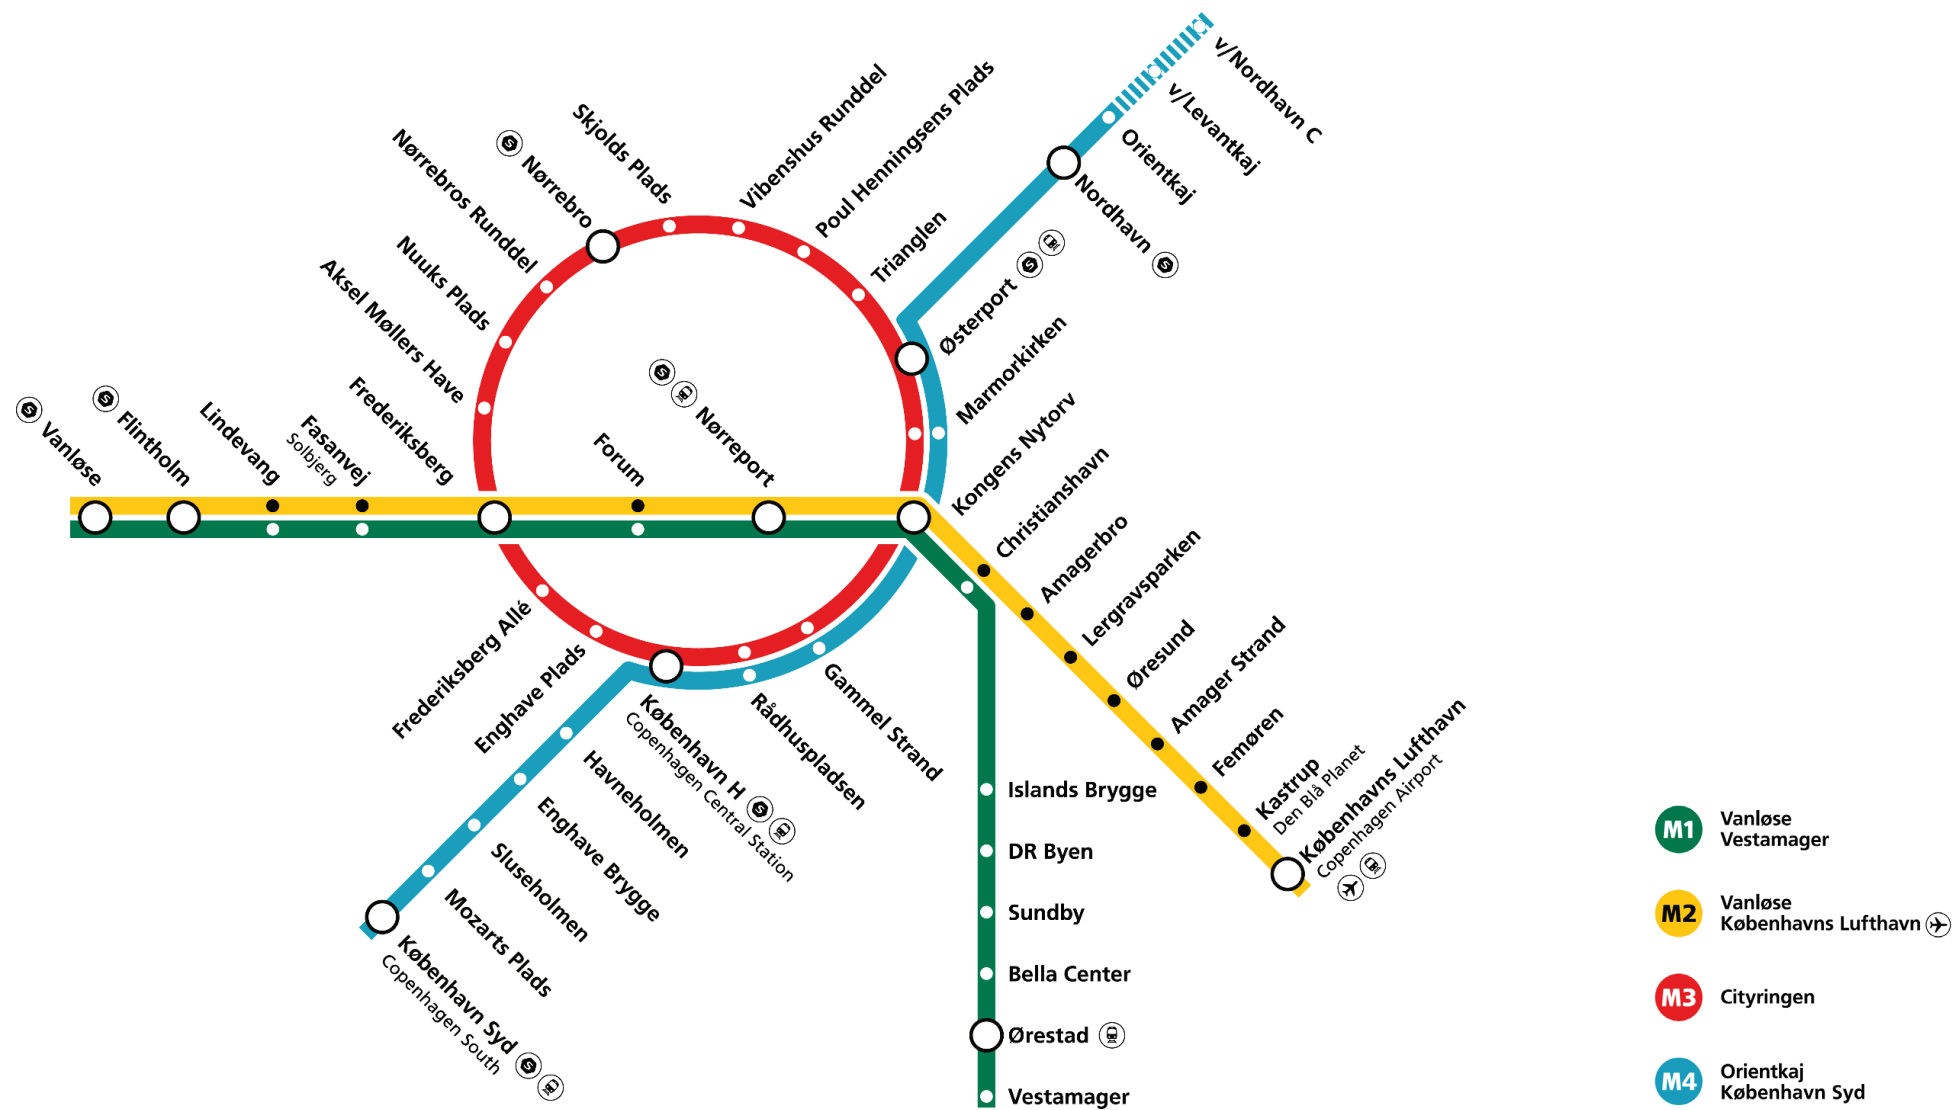 v/Nordhavn C
v/Levantkaj
Orientkaj
Nordhavn
Østerport
Marmorkirken
Kongens Nytorv
Christianshavn
Amagerbro
Lergravsparken
Øresund
Amager Strand
Femøren
Kastrup
Den Blå Planet
Københavns Lufthavn
Copenhagen Airport
Trianglen
Poul Henningsens Plads
Vibenshus Runddel
Skjolds Plads
Nørrebro
Nørrebros Runddel
Nuuks Plads
Aksel Møllers Have
Frederiksberg
Fasanvej
Solbjerg
Lindevang
Flintholm
Vanløse
Forum
Nørreport
Frederiksberg Allé
Enghave Plads
København H
Copenhagen Central Station
Rådhuspladsen
Gammel Strand
Havneholmen
Enghave Brygge
Sluseholmen
Mozarts Plads
København Syd
Copenhagen South
Islands Brygge
DR Byen
Sundby
Bella Center
Ørestad
Vestamager
M1
Vanløse
Vestamager
M2
Vanløse
Københavns Lufthavn
M3
Cityringen
M4
Orientkaj
København Syd